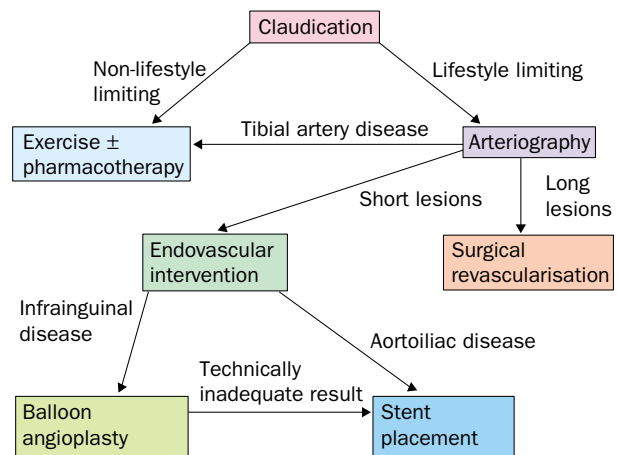 Claudication
Non-lifestyle
limiting
Lifestyle limiting
Exercise ±
pharmacotherapy
Tibial artery disease
Arteriography
Short lesions
Long
lesions
Endovascular
intervention
Surgical
revascularisation
Infrainguinal
disease
Aortoiliac disease
Technically
inadequate result
Balloon
angioplasty
Stent
placement